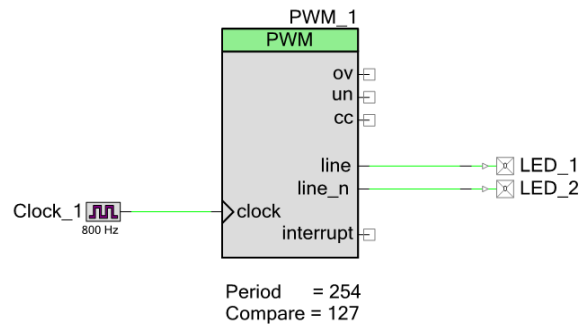 PWM_1
PWM
ov
un
cc
line
LED_1
line_n
LED_2
Clock_1
clock
800 Hz
interrupt
Period = 254
Compare = 127